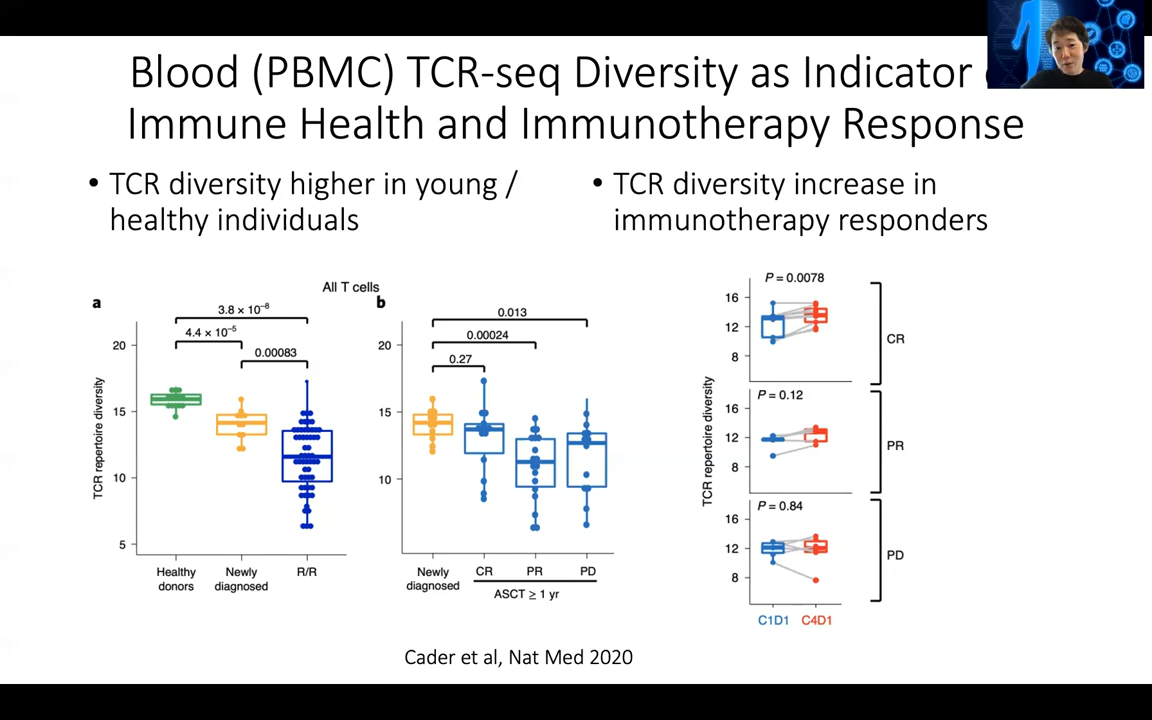 Blood (PBMC) TCR-seq Diversity as Indicator
Immune Health and Immunotherapy Response
• TCR diversity higher in young /
healthy individuals
• TCR diversity increase in
immunotherapy responders
a
All T cells
3.8 × 10⁻⁸
4.4 × 10⁻⁵
0.00083
TCR repertoire diversity
20
15
10
5
Healthy
donors
Newly
diagnosed
R/R
b
0.013
0.00024
0.27
20
15
10
Newly
diagnosed
CR
PR
PD
ASCT ≥ 1 yr
TCR repertoire diversity
P = 0.0078
16
12
8
CR
P = 0.12
16
12
8
PR
P = 0.84
16
12
8
PD
C1D1
C4D1
Cader et al, Nat Med 2020